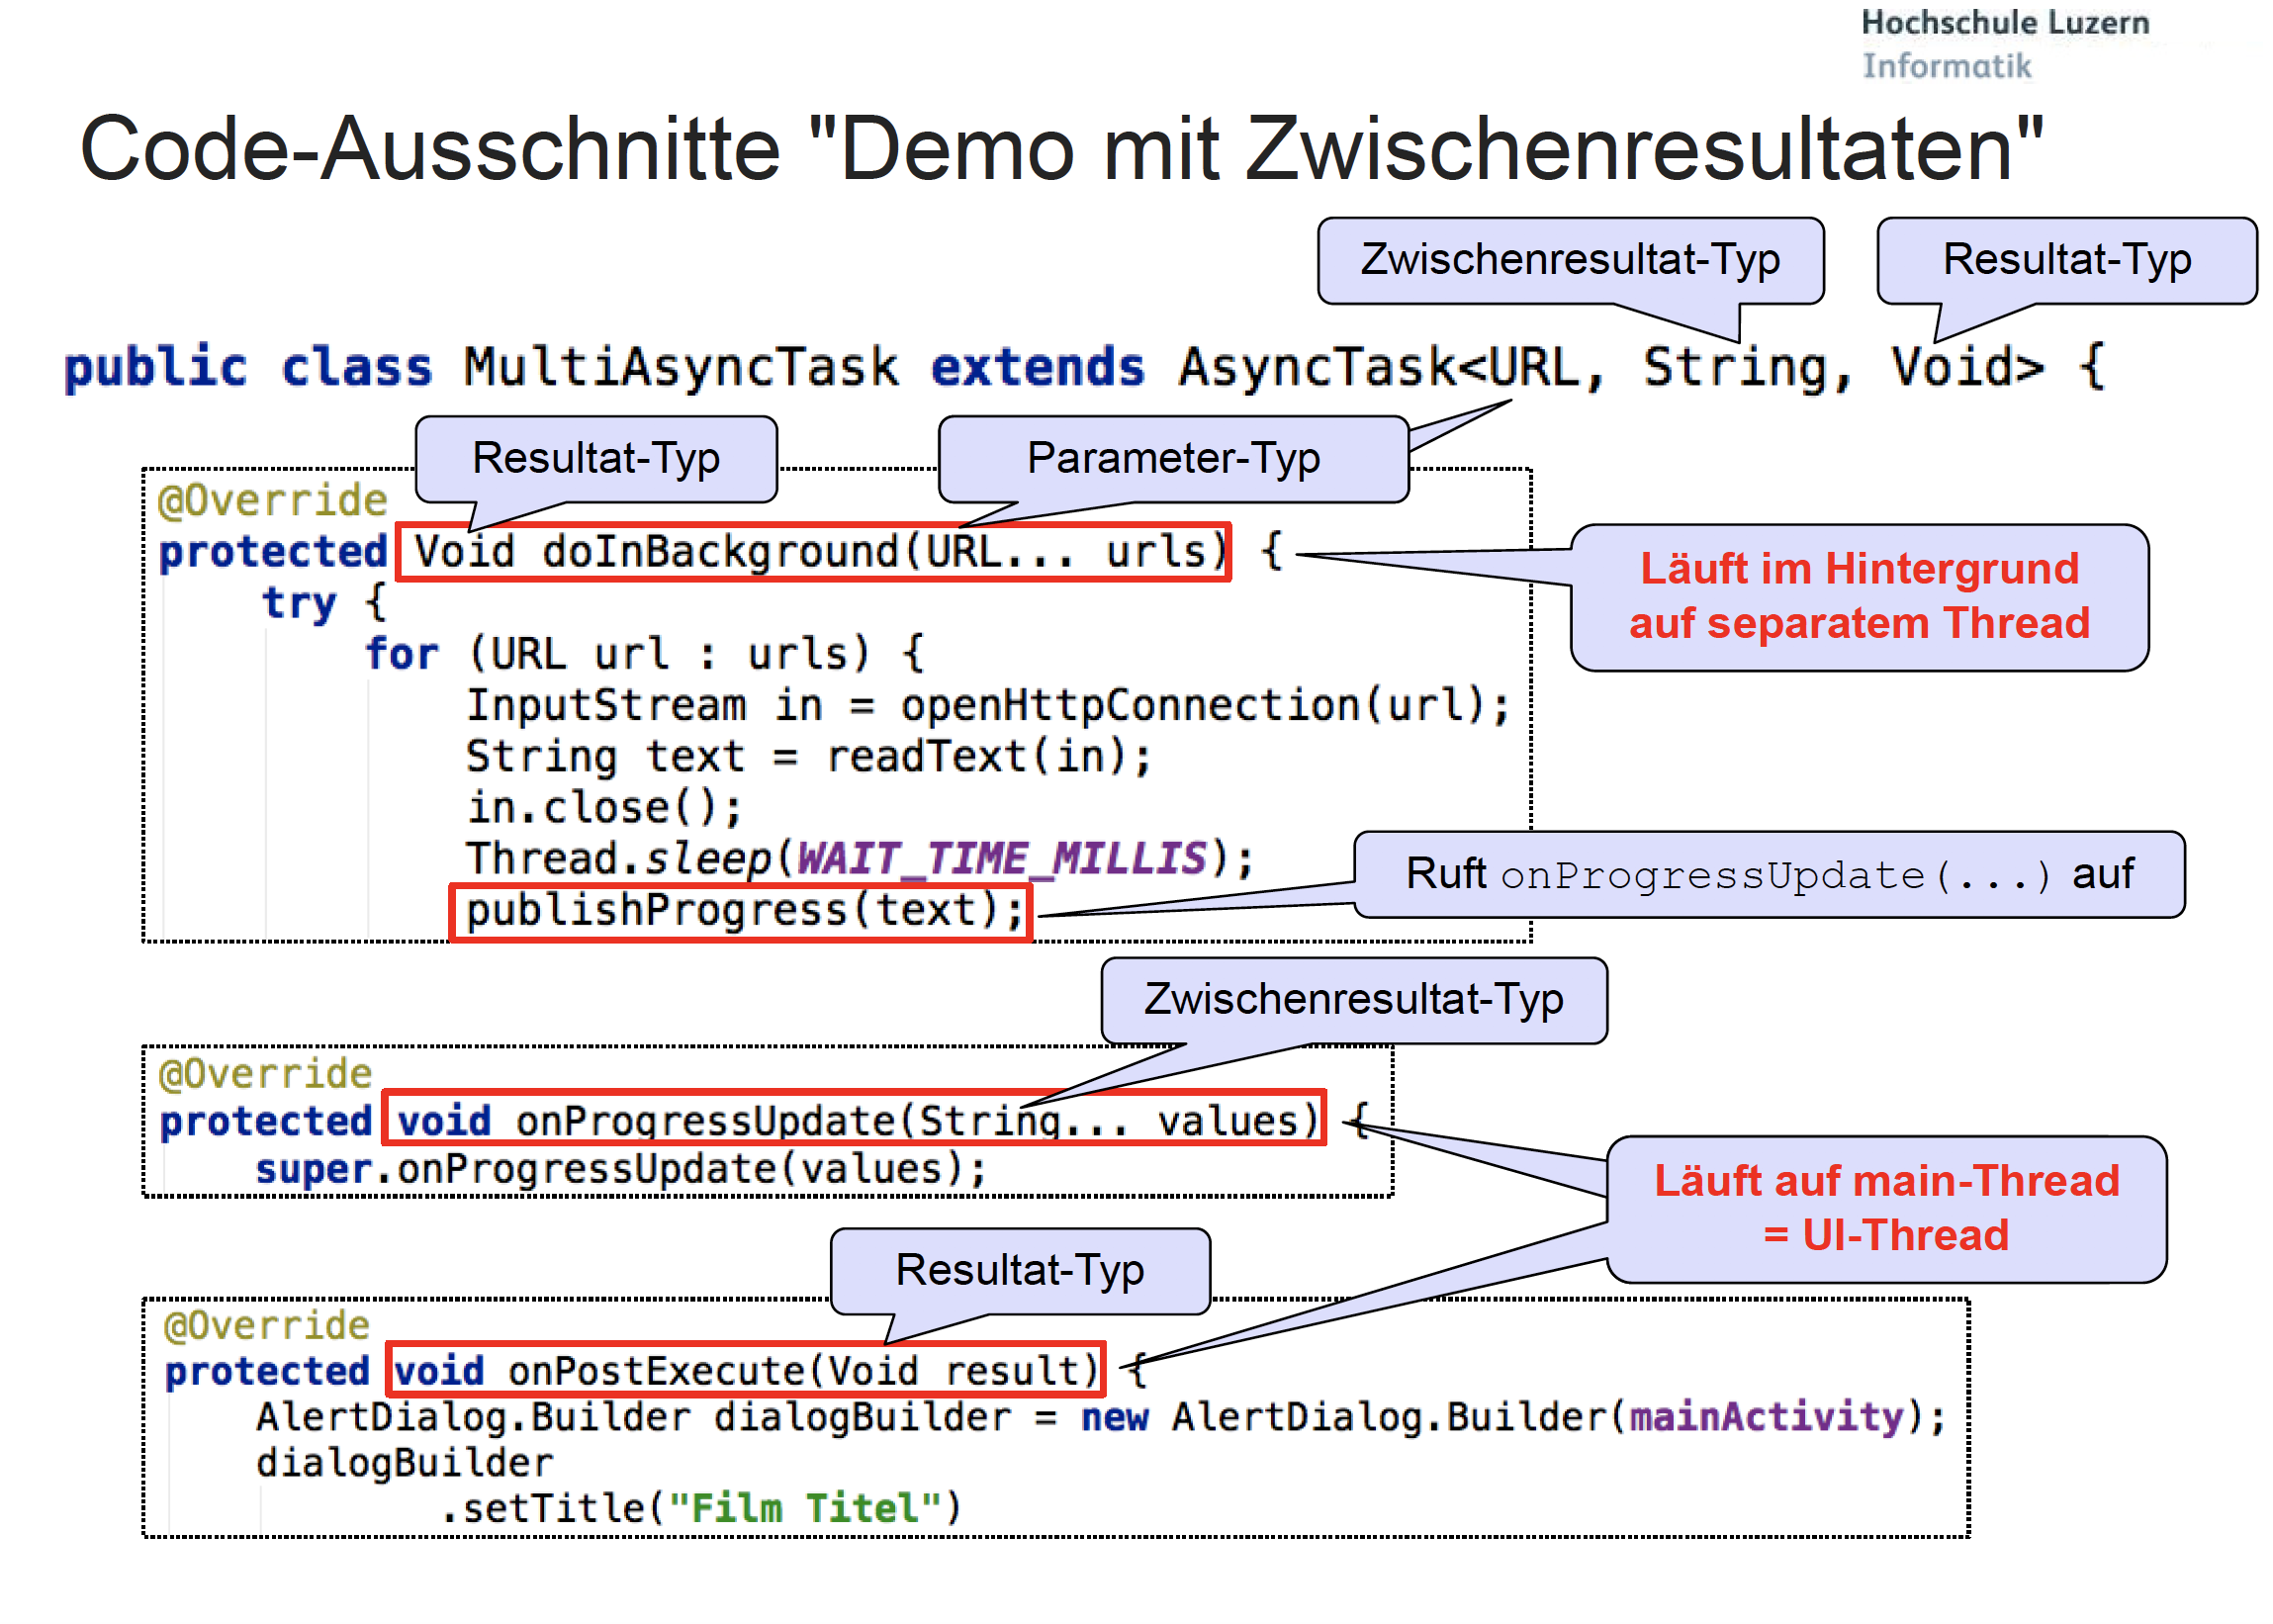 Hochschule Luzern
Informatik
Code-Ausschnitte "Demo mit Zwischenresultaten"
Zwischenresultat-Typ
Resultat-Typ
public class MultiAsyncTask extends AsyncTask<URL, String, Void> {
Resultat-Typ
Parameter-Typ
@Override
protected Void doInBackground(URL... urls) {
Läuft im Hintergrund
auf separatem Thread
try {
for (URL url : urls) {
InputStream in = openHttpConnection(url);
String text = readText(in);
in.close();
Thread.sleep(WAIT_TIME_MILLIS);
publishProgress(text);
Ruft onProgressUpdate(...) auf
Zwischenresultat-Typ
@Override
protected void onProgressUpdate(String... values) {
super.onProgressUpdate(values);
Läuft auf main-Thread
= UI-Thread
Resultat-Typ
@Override
protected void onPostExecute(Void result) {
AlertDialog.Builder dialogBuilder = new AlertDialog.Builder(mainActivity);
dialogBuilder
.setTitle("Film Titel")